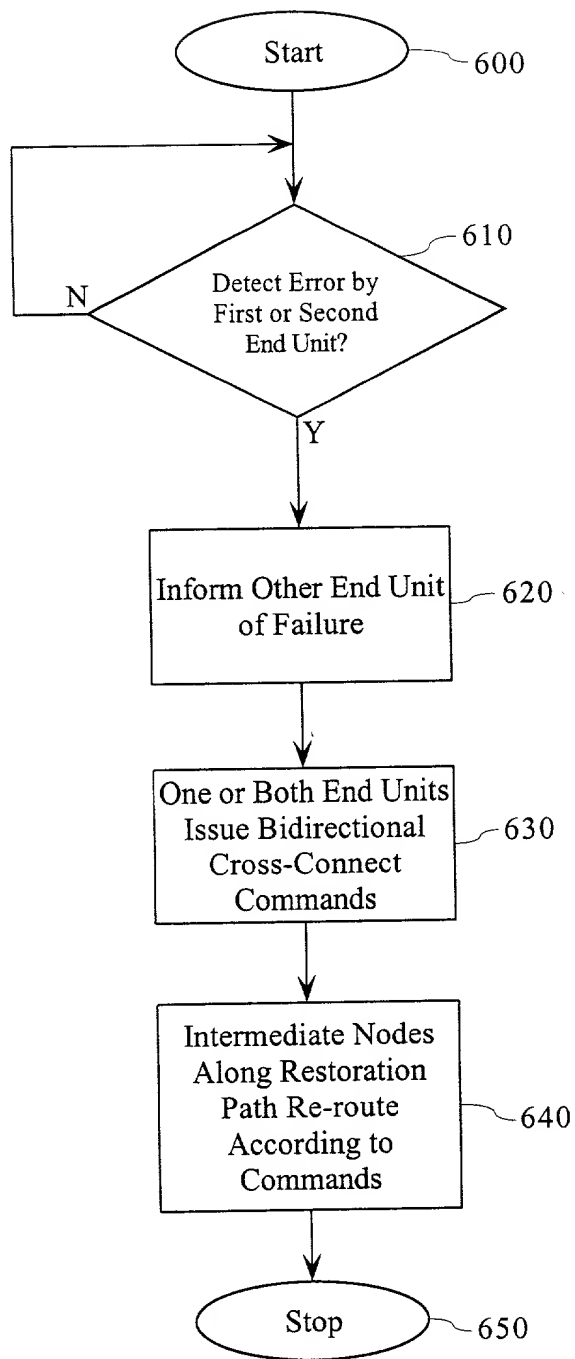 Start
600
610
Detect Error by
First or Second
End Unit?
N
Y
Inform Other End Unit
of Failure
620
One or Both End Units
Issue Bidirectional
Cross-Connect
Commands
630
Intermediate Nodes
Along Restoration
Path Re-route
According to
Commands
640
Stop
650